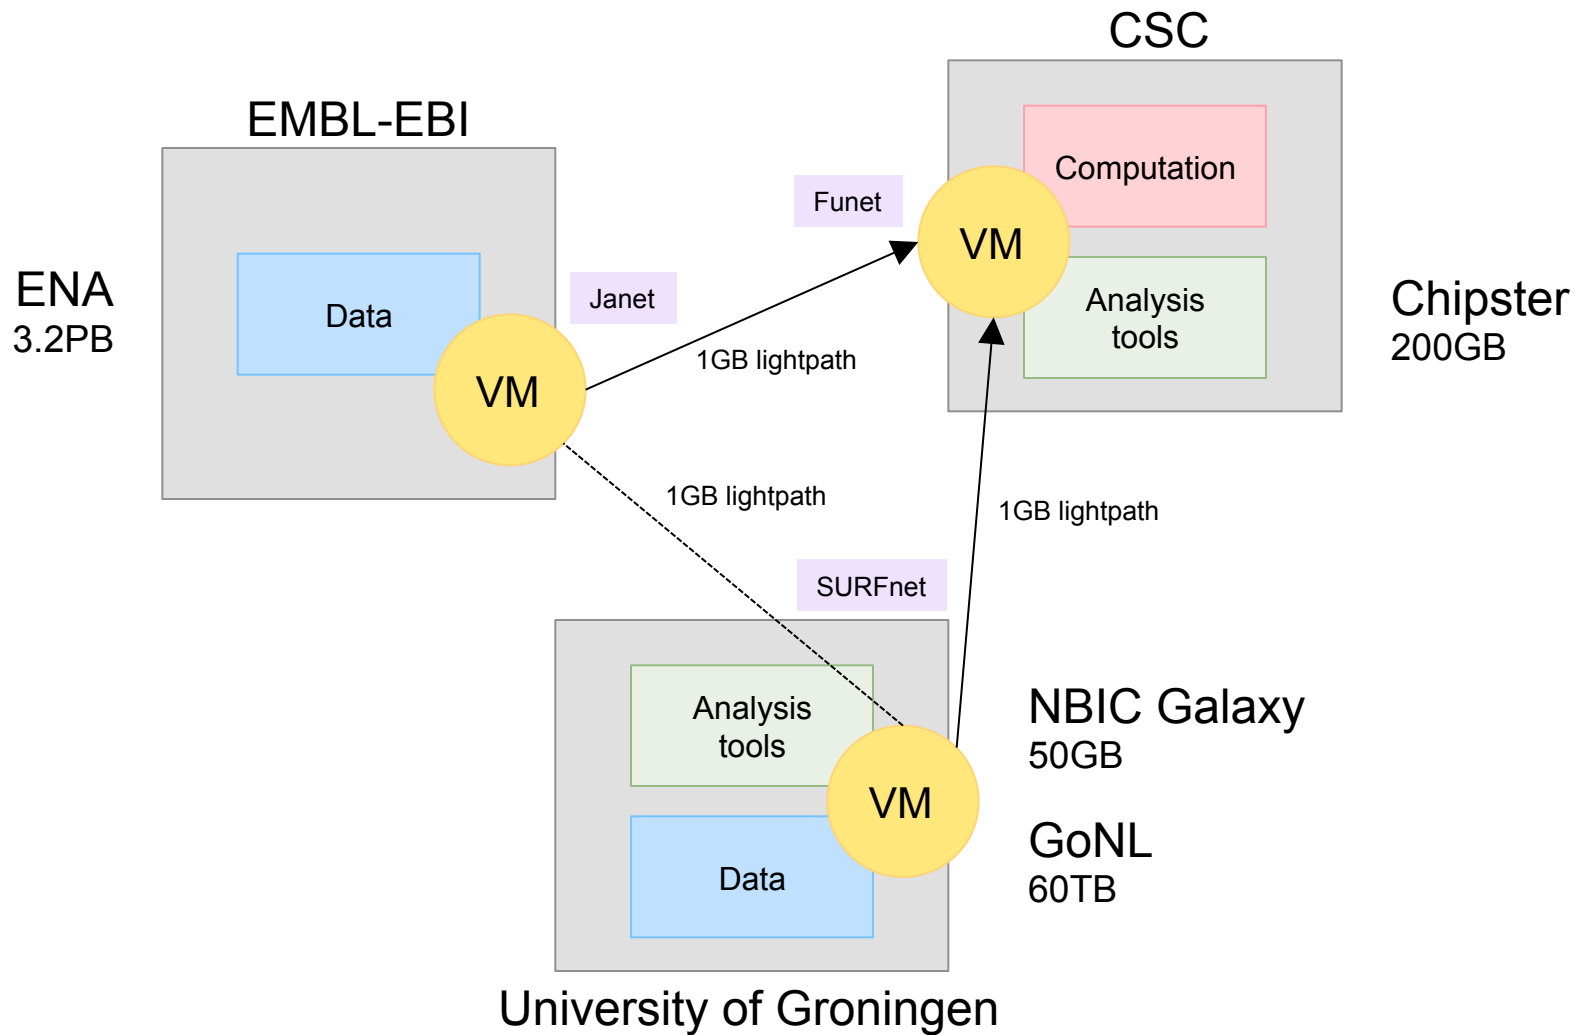 CSC
EMBL-EBI
Computation
Funet
VM
ENA
3.2PB
Data
Janet
Analysis
tools
Chipster
200GB
1GB lightpath
VM
1GB lightpath
1GB lightpath
SURFnet
Analysis
tools
NBIC Galaxy
50GB
VM
GoNL
60TB
Data
University of Groningen